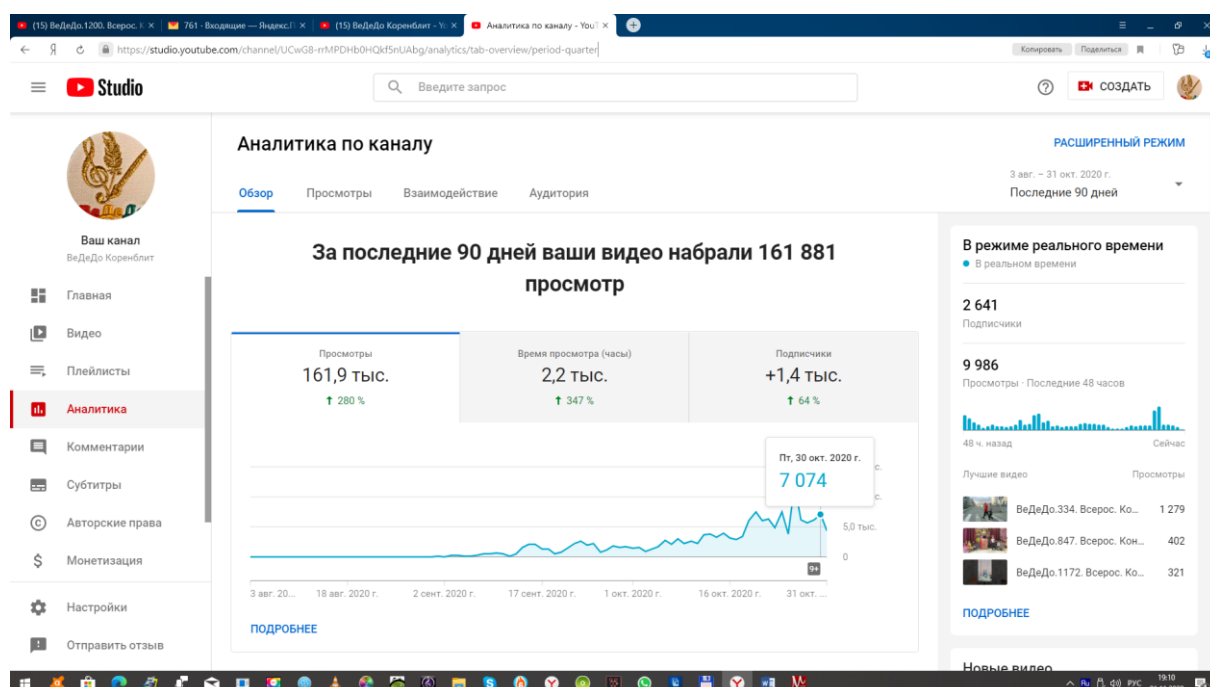 (15) ВеДеДо.1200. Всерос. К
761 · Входящие — Яндекс.П
(15) ВеДеДо Коренблит - Yo
Аналитика по каналу - YouT
https://studio.youtube.com/channel/UCwG8-rrMPDHb0HQkf5nUAbg/analytics/tab-overview/period-quarter
Копировать
Поделиться
Studio
Введите запрос
СОЗДАТЬ
Ваш канал
ВеДеДо Коренблит
Главная
Видео
Плейлисты
Аналитика
Комментарии
Субтитры
Авторские права
Монетизация
Настройки
Отправить отзыв
Аналитика по каналу
РАСШИРЕННЫЙ РЕЖИМ
Обзор
Просмотры
Взаимодействие
Аудитория
3 авг. – 31 окт. 2020 г.
Последние 90 дней
За последние 90 дней ваши видео набрали 161 881
просмотр
Просмотры
161,9 тыс.
↑ 280 %
Время просмотра (часы)
2,2 тыс.
↑ 347 %
Подписчики
+1,4 тыс.
↑ 64 %
Пт, 30 окт. 2020 г.
7 074
с.
с.
5,0 тыс.
0
9+
3 авг. 20...
18 авг. 2020 г.
2 сент. 2020 г.
17 сент. 2020 г.
1 окт. 2020 г.
16 окт. 2020 г.
31 окт. ...
ПОДРОБНЕЕ
В режиме реального времени
В реальном времени
2 641
Подписчики
9 986
Просмотры · Последние 48 часов
48 ч. назад
Сейчас
Лучшие видео
Просмотры
ВеДеДо.334. Всерос. Ко...
1 279
ВеДеДо.847. Всерос. Кон...
402
ВеДеДо.1172. Всерос. Ко...
321
ПОДРОБНЕЕ
Новые видео
Ru
РУС
19:10